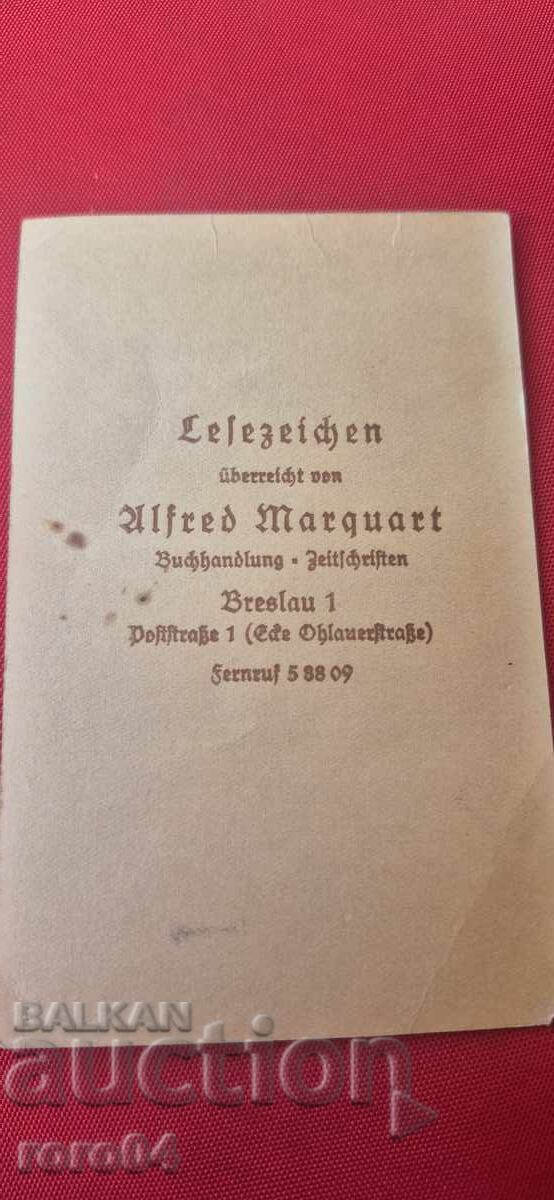 Lesezeichen
überreicht von
Alfred Marquart
Buchhandlung ▪ Zeitschriften
Breslau 1
Poststraße 1 (Ecke Ohlauerstraße)
Fernruf 5 88 09
BALKAN
auction
roro04